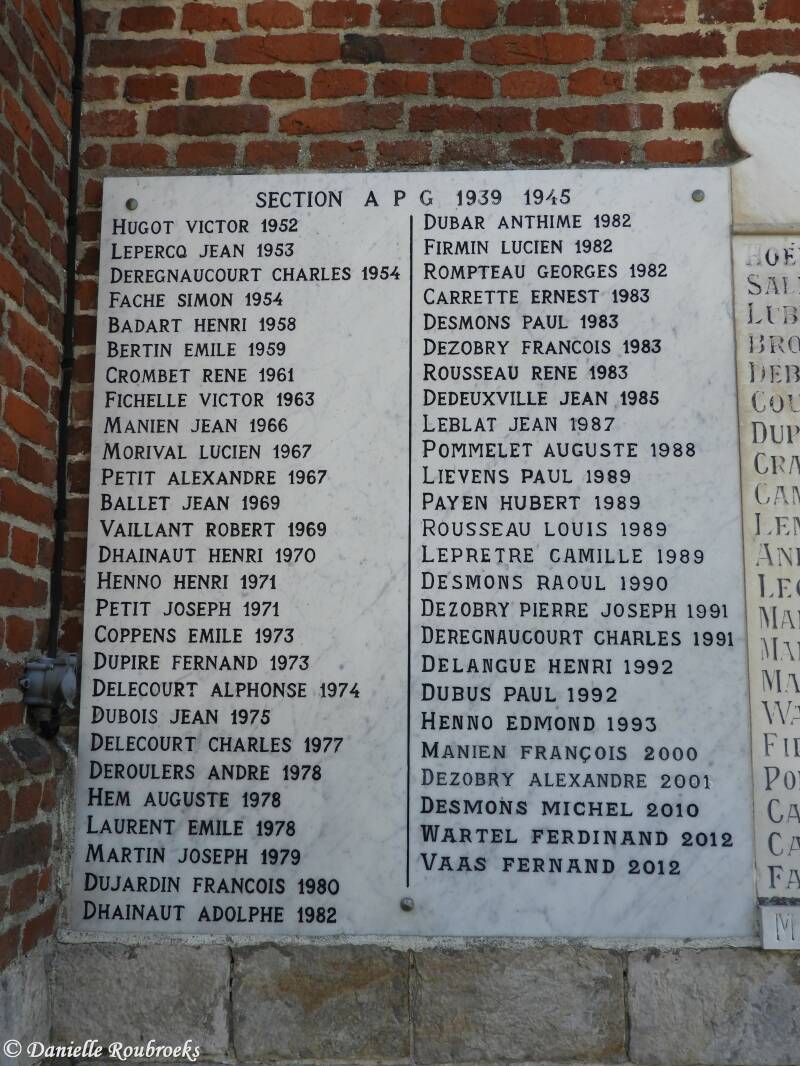 SECTION A P G 1939 1945
HUGOT VICTOR 1952
LEPERCQ JEAN 1953
DEREGNAUCOURT CHARLES 1954
FACHE SIMON 1954
BADART HENRI 1958
BERTIN EMILE 1959
CROMBET RENE 1961
FICHELLE VICTOR 1963
MANIEN JEAN 1966
MORIVAL LUCIEN 1967
PETIT ALEXANDRE 1967
BALLET JEAN 1969
VAILLANT ROBERT 1969
DHAINAUT HENRI 1970
HENNO HENRI 1971
PETIT JOSEPH 1971
COPPENS EMILE 1973
DUPIRE FERNAND 1973
DELECOURT ALPHONSE 1974
DUBOIS JEAN 1975
DELECOURT CHARLES 1977
DEROULERS ANDRE 1978
HEM AUGUSTE 1978
LAURENT EMILE 1978
MARTIN JOSEPH 1979
DUJARDIN FRANCOIS 1980
DHAINAUT ADOLPHE 1982
DUBAR ANTHIME 1982
FIRMIN LUCIEN 1982
ROMPTEAU GEORGES 1982
CARRETTE ERNEST 1983
DESMONS PAUL 1983
DEZOBRY FRANCOIS 1983
ROUSSEAU RENE 1983
DEDEUXVILLE JEAN 1985
LEBLAT JEAN 1987
POMMELET AUGUSTE 1988
LIEVENS PAUL 1989
PAYEN HUBERT 1989
ROUSSEAU LOUIS 1989
LEPRETRE CAMILLE 1989
DESMONS RAOUL 1990
DEZOBRY PIERRE JOSEPH 1991
DEREGNAUCOURT CHARLES 1991
DELANGUE HENRI 1992
DUBUS PAUL 1992
HENNO EDMOND 1993
MANIEN FRANÇOIS 2000
DEZOBRY ALEXANDRE 2001
DESMONS MICHEL 2010
WARTEL FERDINAND 2012
VAAS FERNAND 2012
© Danielle Roubroeks